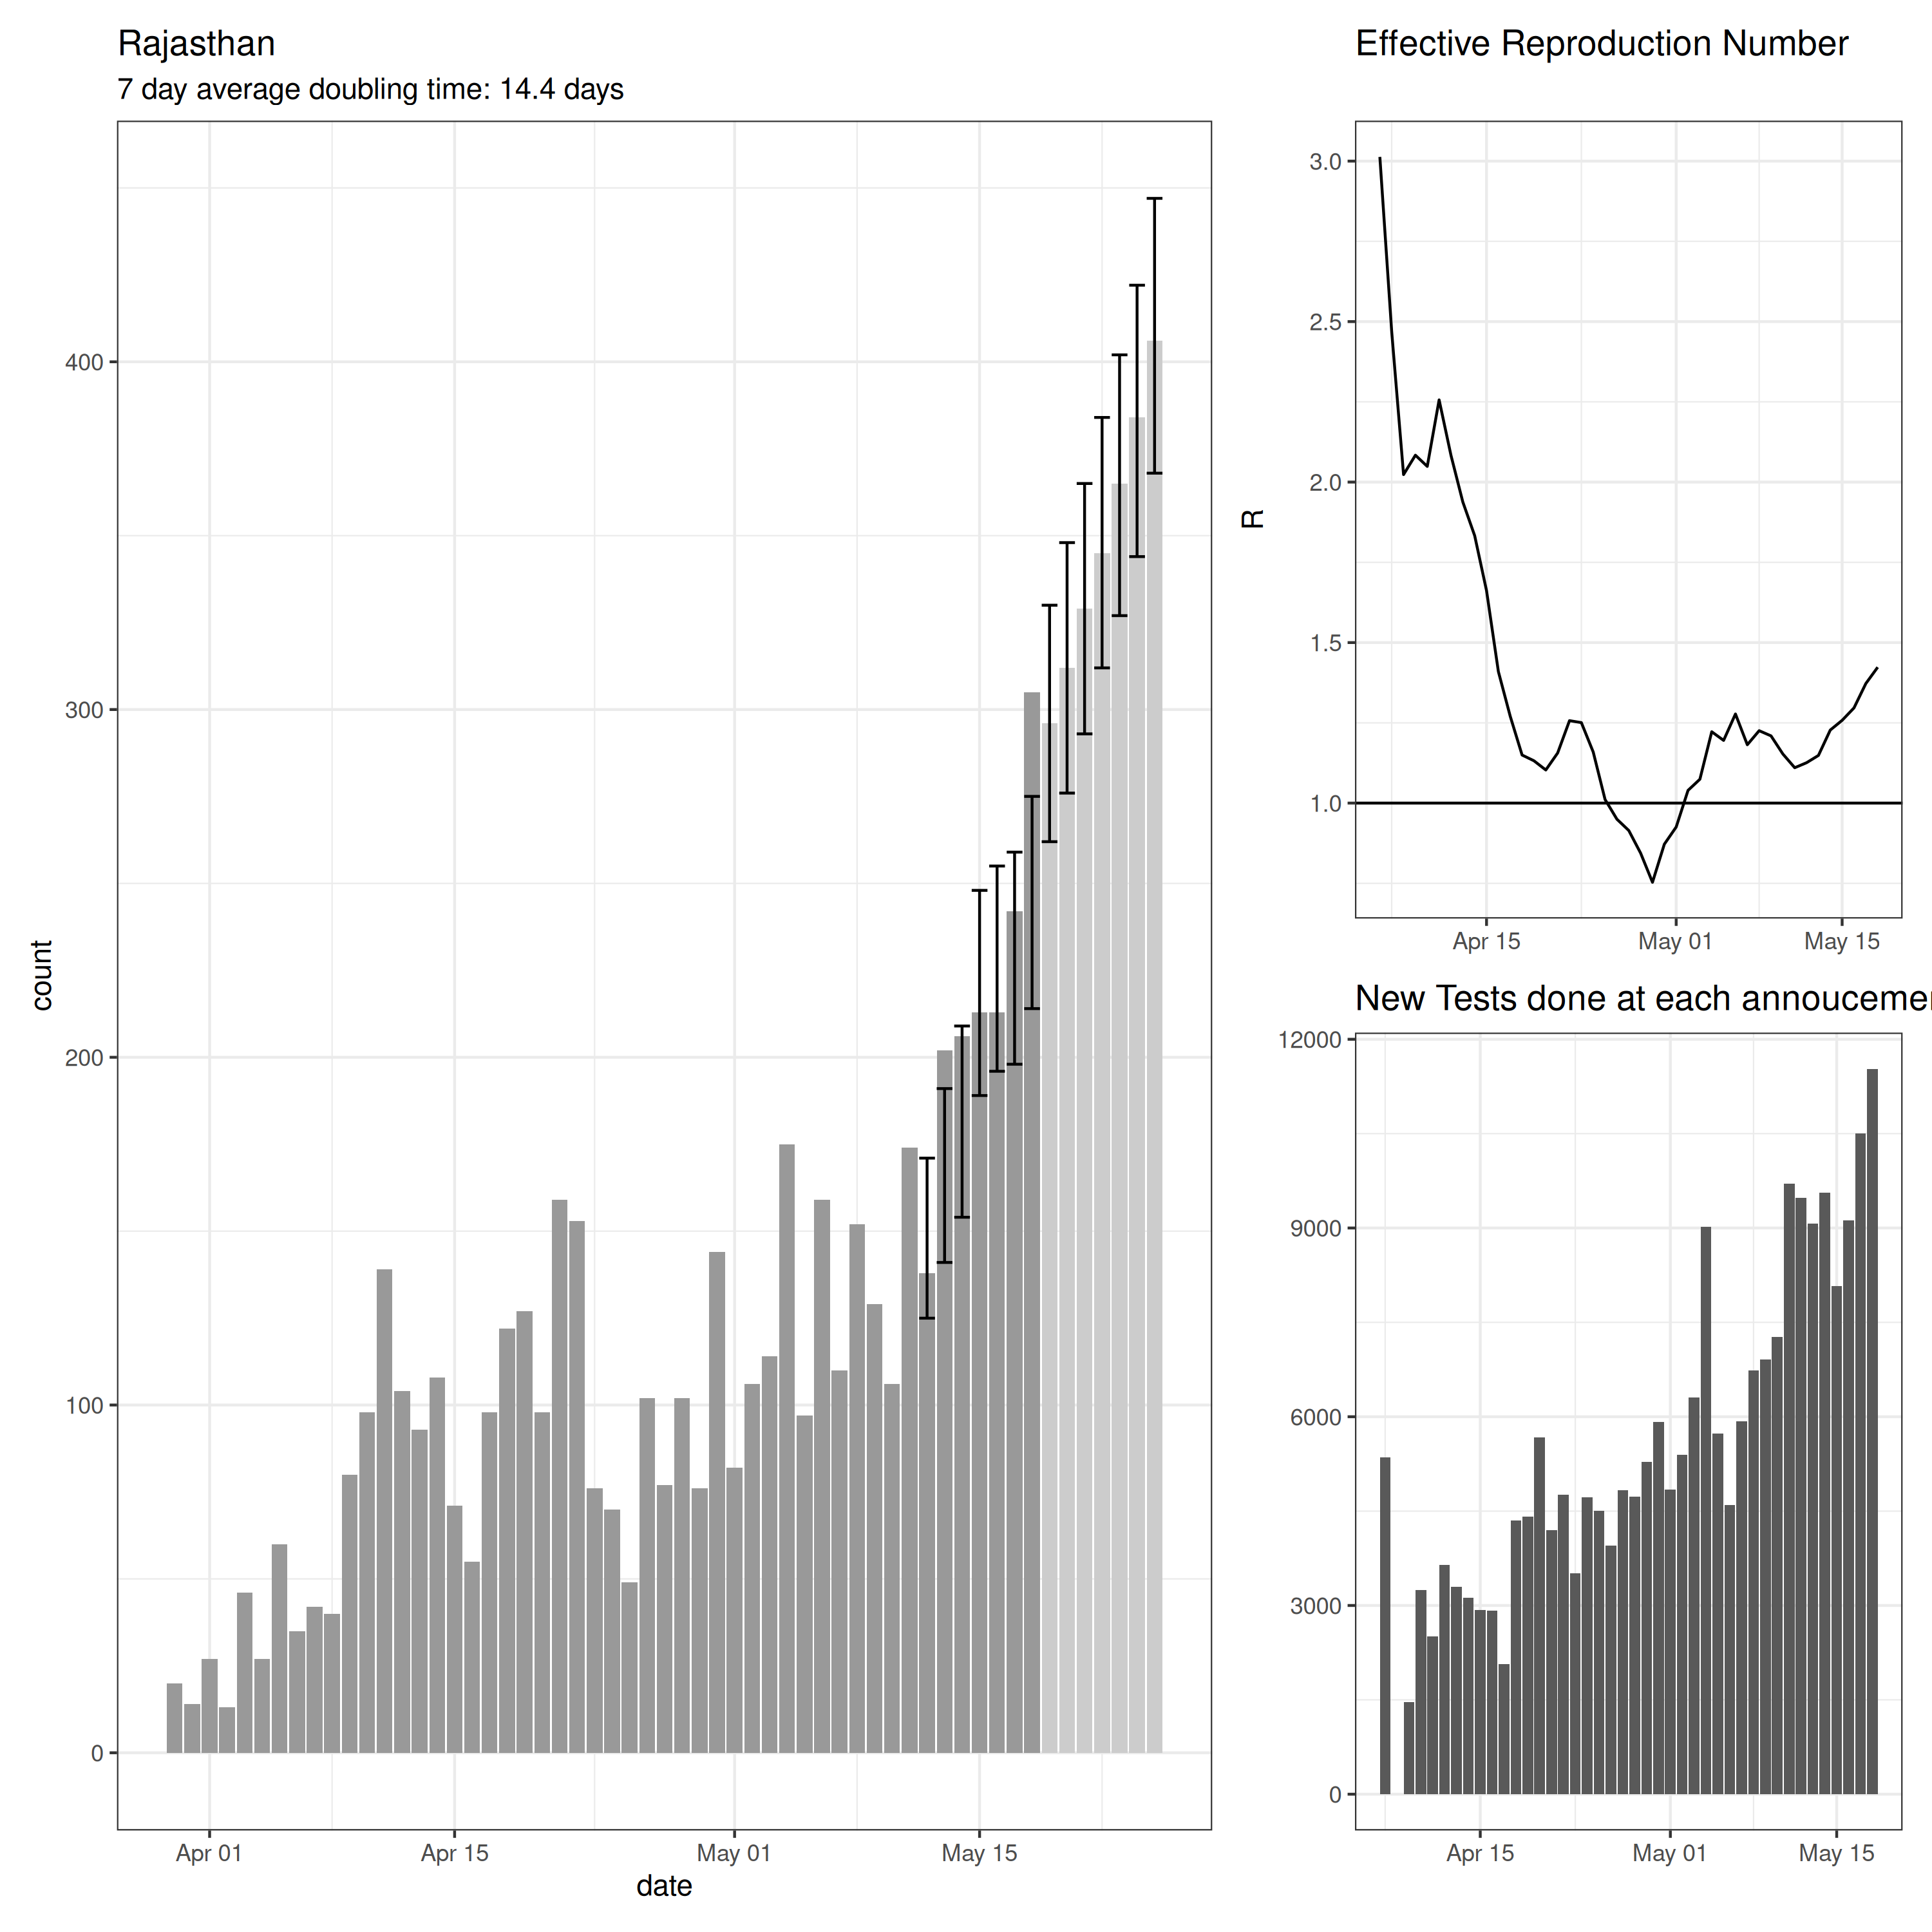 Rajasthan
7 day average doubling time: 14.4 days
count
400
300
200
100
0
Apr 01
Apr 15
May 01
May 15
date
Effective Reproduction Number
R
3.0
2.5
2.0
1.5
1.0
Apr 15
May 01
May 15
New Tests done at each annoucemen
12000
9000
6000
3000
0
Apr 15
May 01
May 15